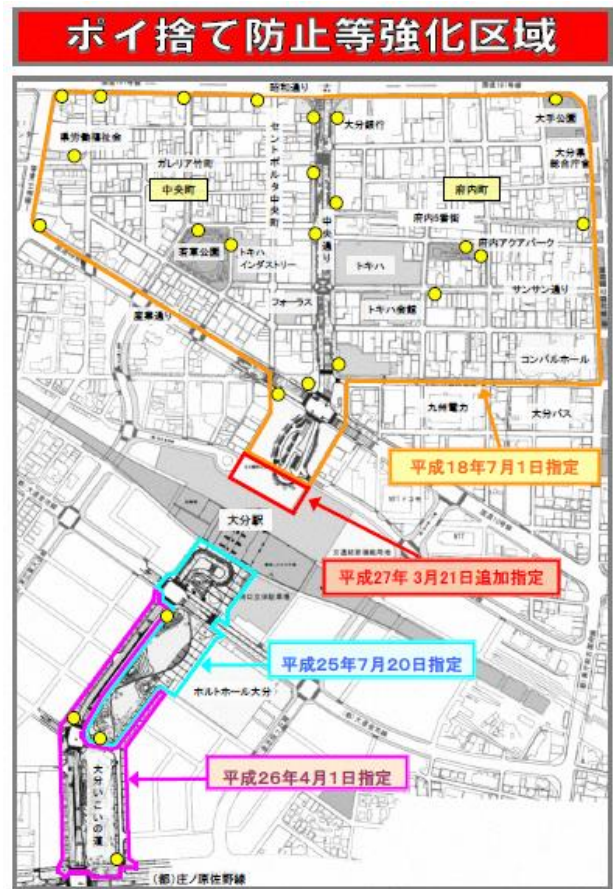 ポイ捨て防止等強化区域
昭和通り
大分銀行
大手公園
県労働福祉会
ガレリア竹町
セントポルタ中央町
大分県
総合庁舎
中央町
府内町
中央通り
府内5番街
若草公園
トキハ
インダストリー
トキハ
府内アクアパーク
産業通り
フォーラス
トキハ会館
サンサン通り
コンパルホール
九州電力
大分バス
平成18年7月1日指定
大分駅
NTT
平成27年3月21日追加指定
平成25年7月20日指定
ホルトホール大分
大分いこいの道
平成26年4月1日指定
(都)庄ノ原佐野線